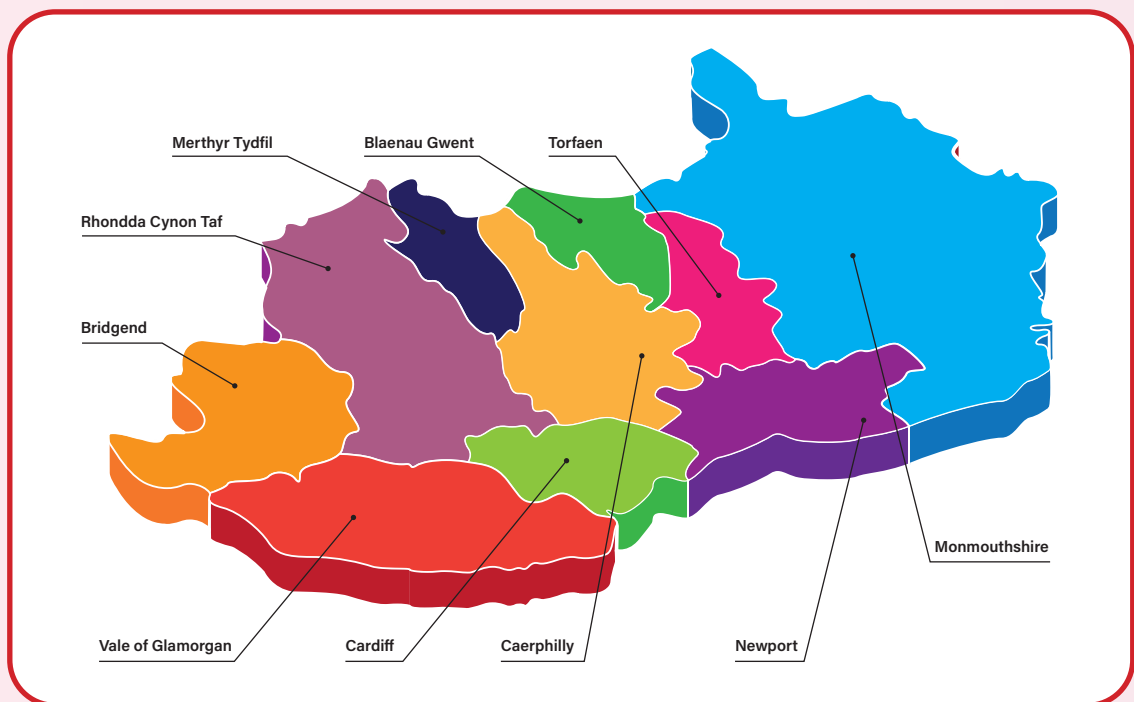 Merthyr Tydfil
Blaenau Gwent
Torfaen
Rhondda Cynon Taf
Bridgend
Monmouthshire
Vale of Glamorgan
Cardiff
Caerphilly
Newport